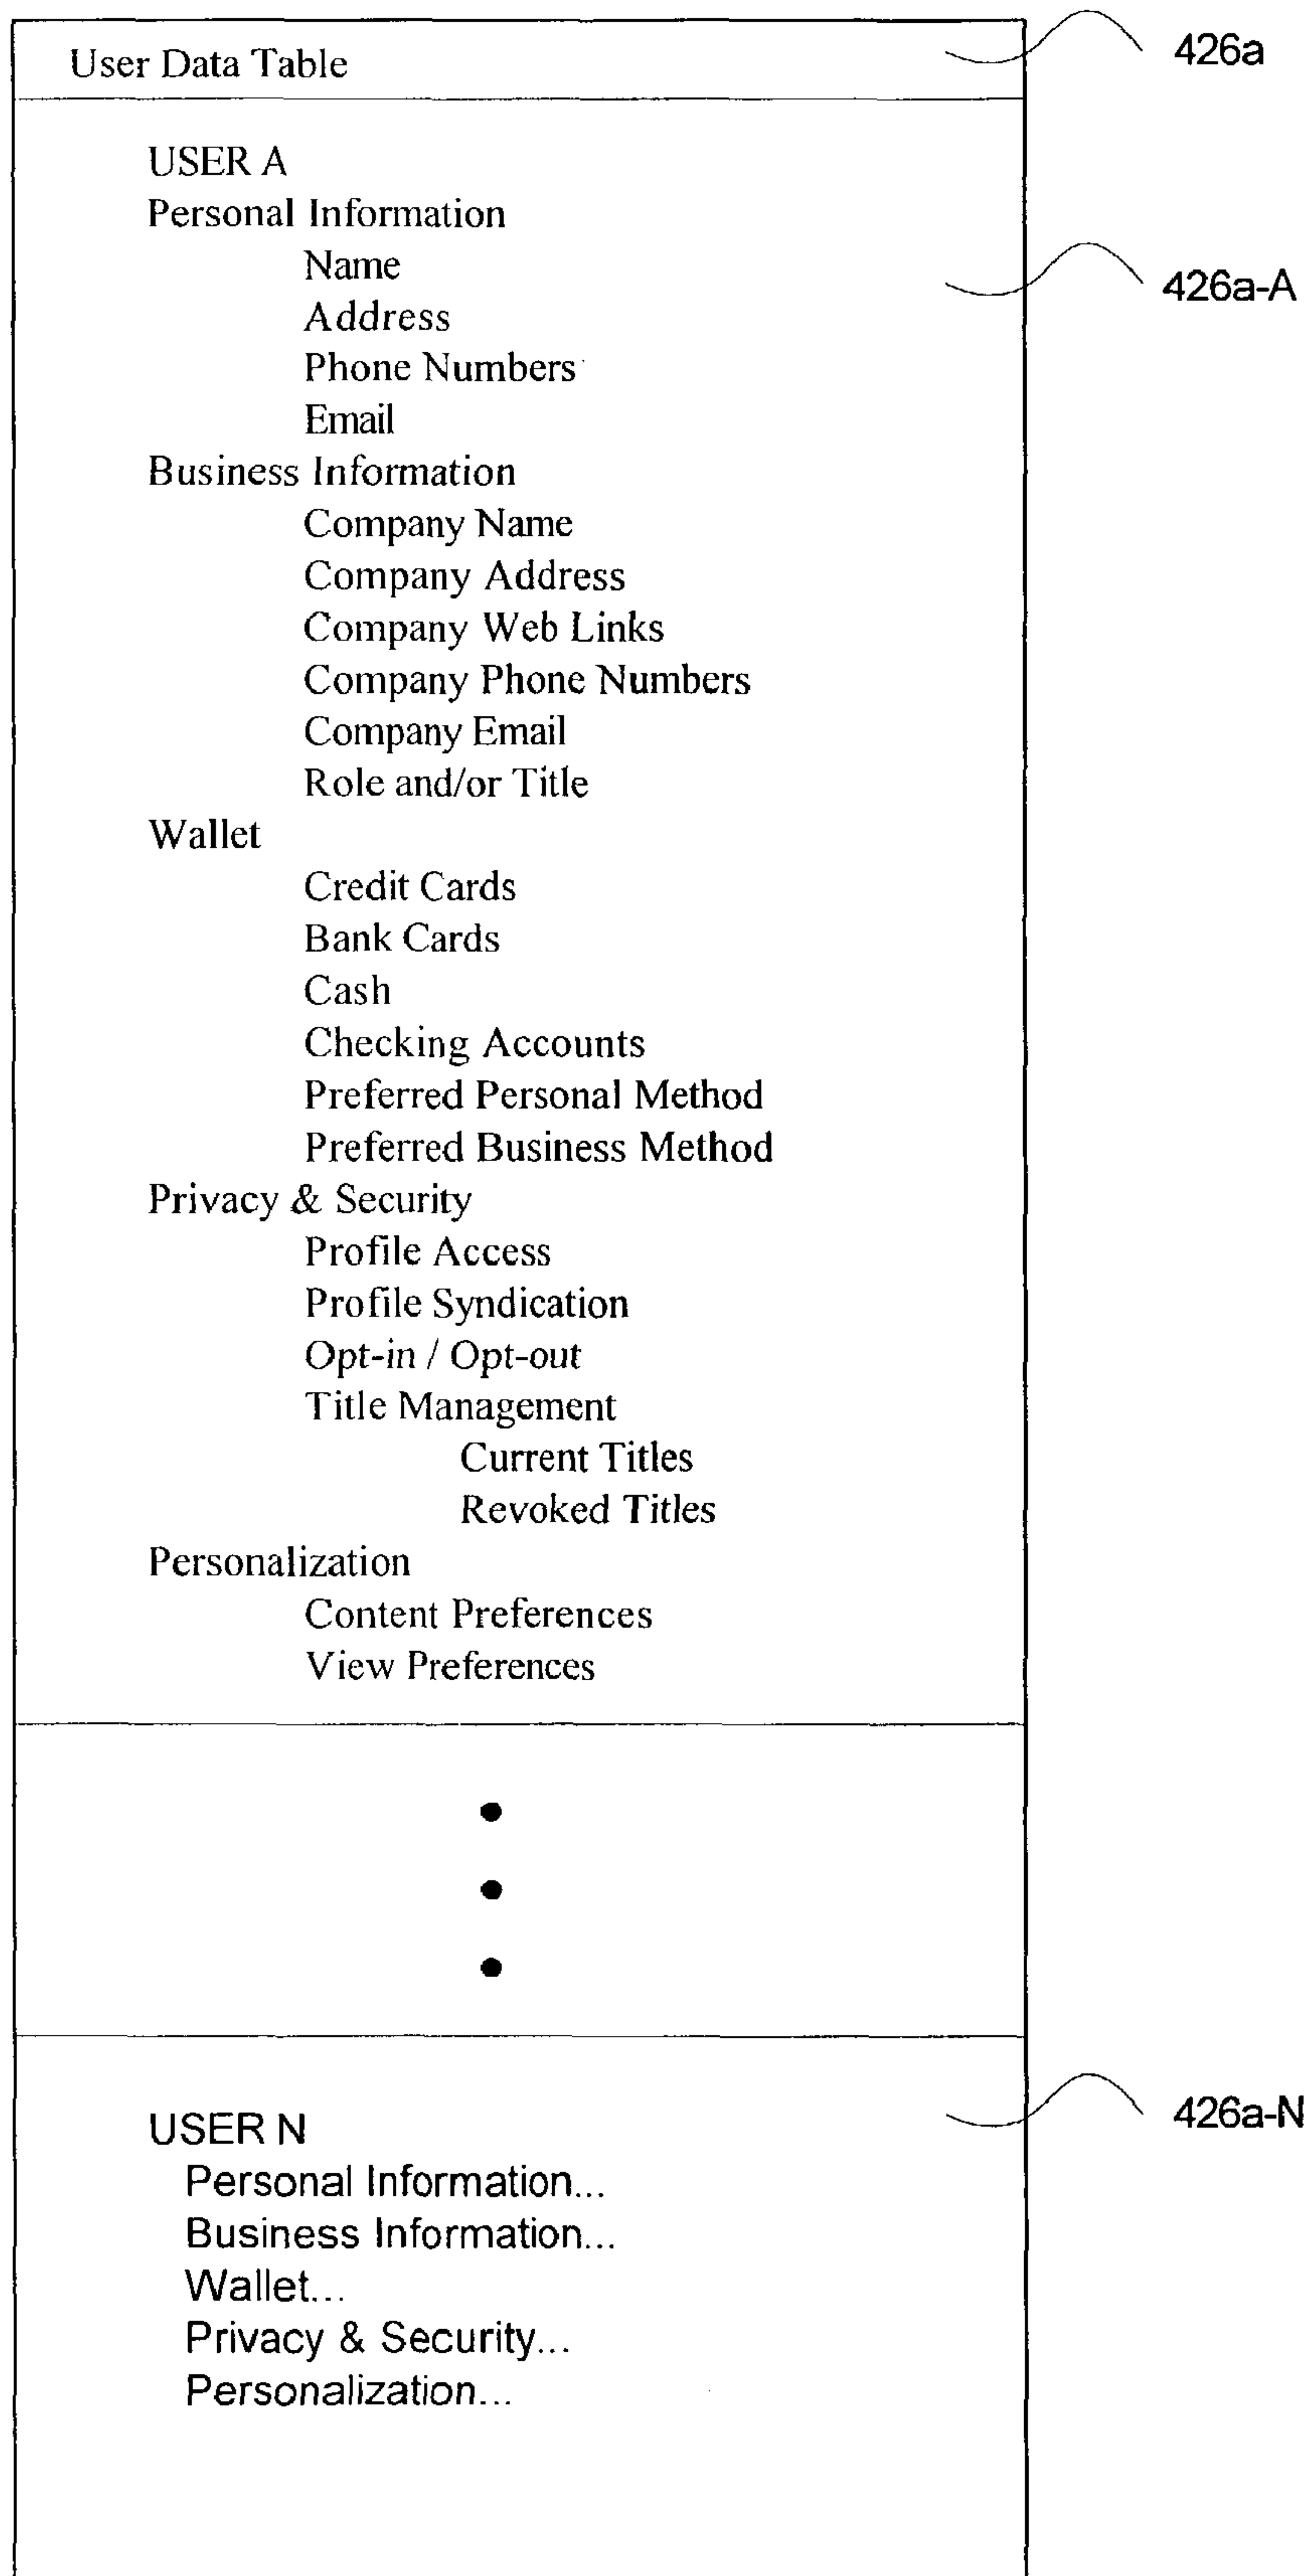 User Data Table
426a
USER A
Personal Information
Name
426a-A
Address
Phone Numbers
Email
Business Information
Company Name
Company Address
Company Web Links
Company Phone Numbers
Company Email
Role and/or Title
Wallet
Credit Cards
Bank Cards
Cash
Checking Accounts
Preferred Personal Method
Preferred Business Method
Privacy & Security
Profile Access
Profile Syndication
Opt-in / Opt-out
Title Management
Current Titles
Revoked Titles
Personalization
Content Preferences
View Preferences
USER N
426a-N
Personal Information...
Business Information...
Wallet...
Privacy & Security...
Personalization...